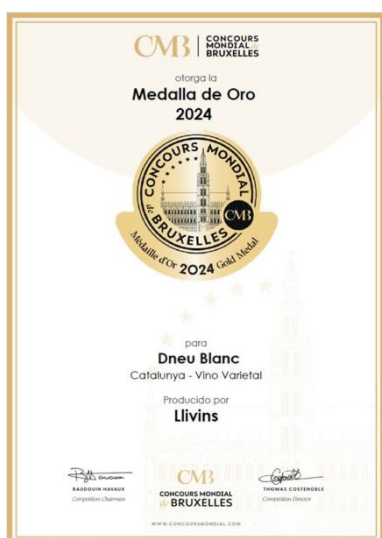 CMB
CONCOURS
MONDIAL de
BRUXELLES
otorga la
Medalla de Oro
2024
CONCOURS MONDIAL
de BRUXELLES
CMB
Médaille d'Or 2024 Gold Medal
para
Dneu Blanc
Catalunya - Vino Varietal
Producido por
Llivins
BAUDOUIN HAVAUX
Competition Chairman
CMB
CONCOURS MONDIAL
de BRUXELLES
THOMAS COSTENOBLE
Competition Director
WWW.CONCOURSMONDIAL.COM